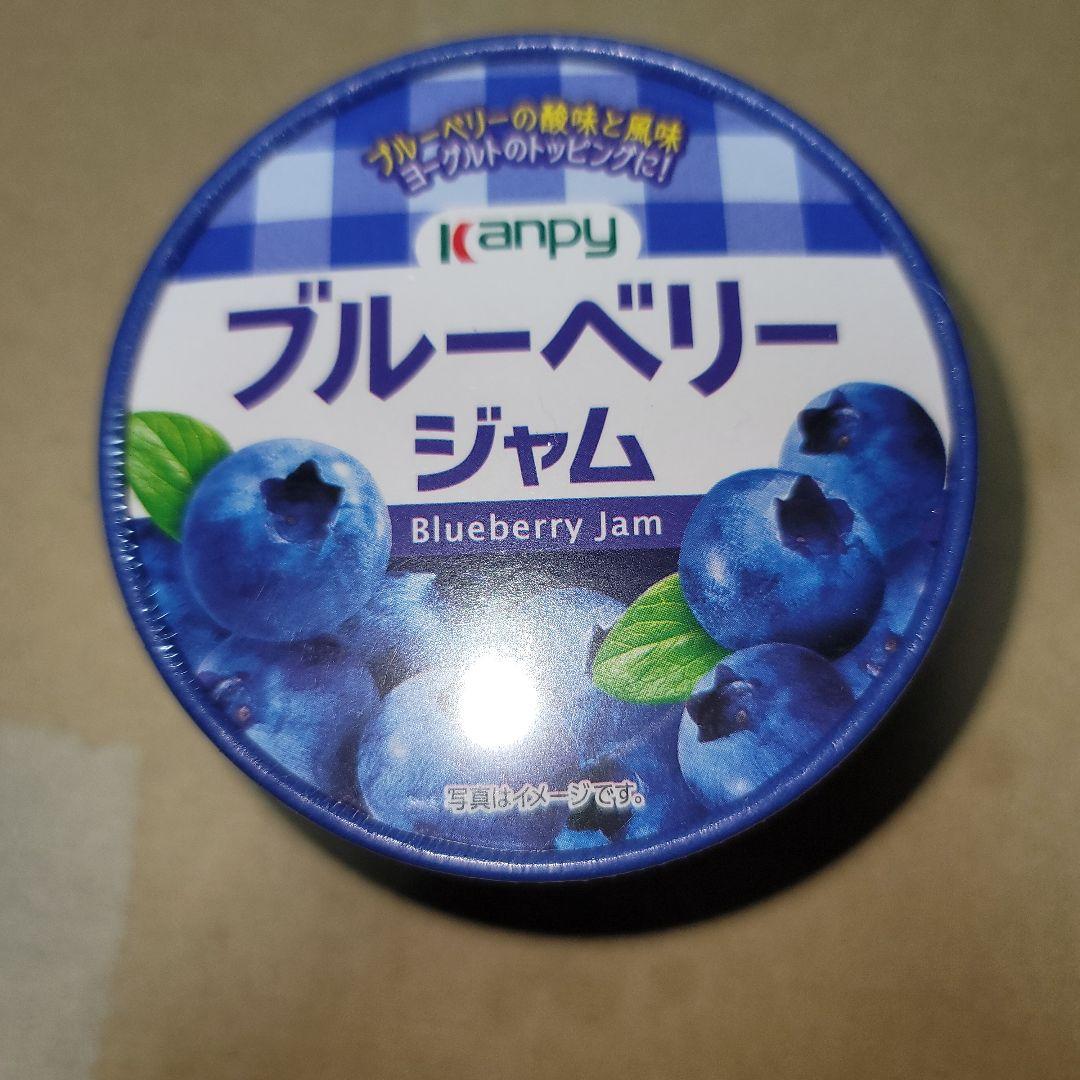 ブルーベリーの酸味と風味
ヨーグルトのトッピングに!
Kanpy
ブルーベリー
ジャム
Blueberry Jam
写真はイメージです。